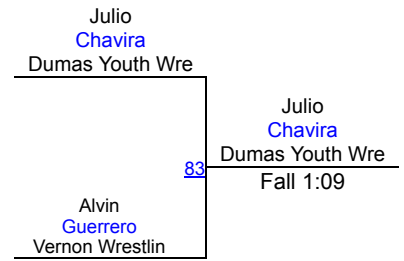 Julio
Chavira
Dumas Youth Wre
Julio
Chavira
Dumas Youth Wre
83
Fall 1:09
Alvin
Guerrero
Vernon Wrestlin